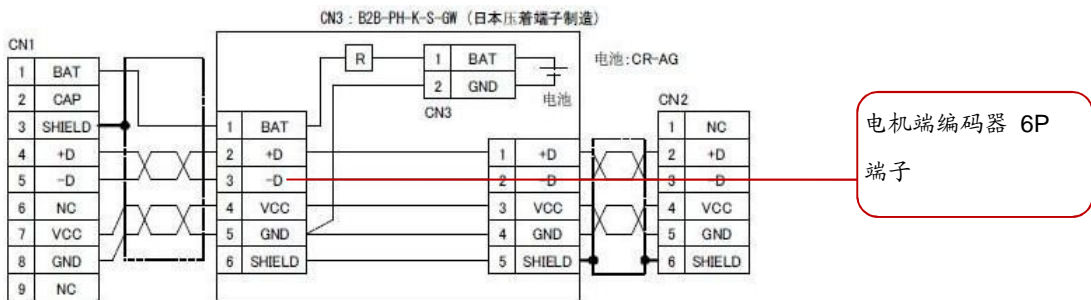 CN3 : B2B-PH-K-S-GW (日本压着端子制造)
CN1
1 BAT
2 CAP
3 SHIELD
4 +D
5 -D
6 NC
7 VCC
8 GND
9 NC
1 BAT
2 +D
3 -D
4 VCC
5 GND
6 SHIELD
R
1 BAT
2 GND
CN3
电池
电池:CR-AG
1 +D
2 -D
3 VCC
4 GND
5 SHIELD
CN2
1 NC
2 +D
3 -D
4 VCC
5 GND
6 SHIELD
电机端编码器 6P
端子